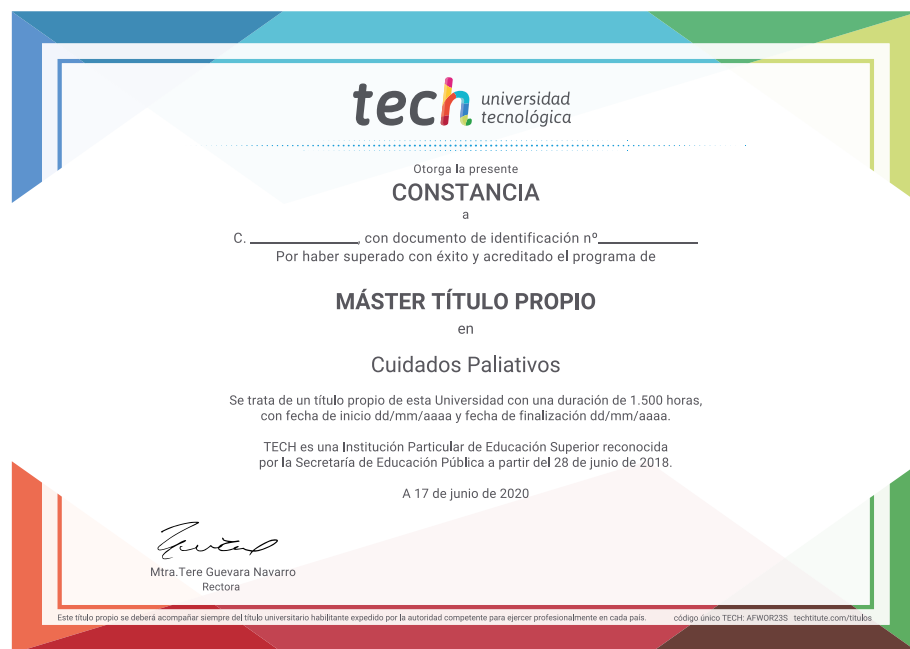 tech universidad
tecnológica
Otorga la presente
CONSTANCIA
a
C. ____________, con documento de identificación nº___________
Por haber superado con éxito y acreditado el programa de
MÁSTER TÍTULO PROPIO
en
Cuidados Paliativos
Se trata de un título propio de esta Universidad con una duración de 1.500 horas,
con fecha de inicio dd/mm/aaaa y fecha de finalización dd/mm/aaaa.
TECH es una Institución Particular de Educación Superior reconocida
por la Secretaría de Educación Pública a partir del 28 de junio de 2018.
A 17 de junio de 2020
Mtra.Tere Guevara Navarro
Rectora
Este título propio se deberá acompañar siempre del título universitario habilitante expedido por la autoridad competente para ejercer profesionalmente en cada país. código único TECH: AFWOR23S techtitute.com/titulos